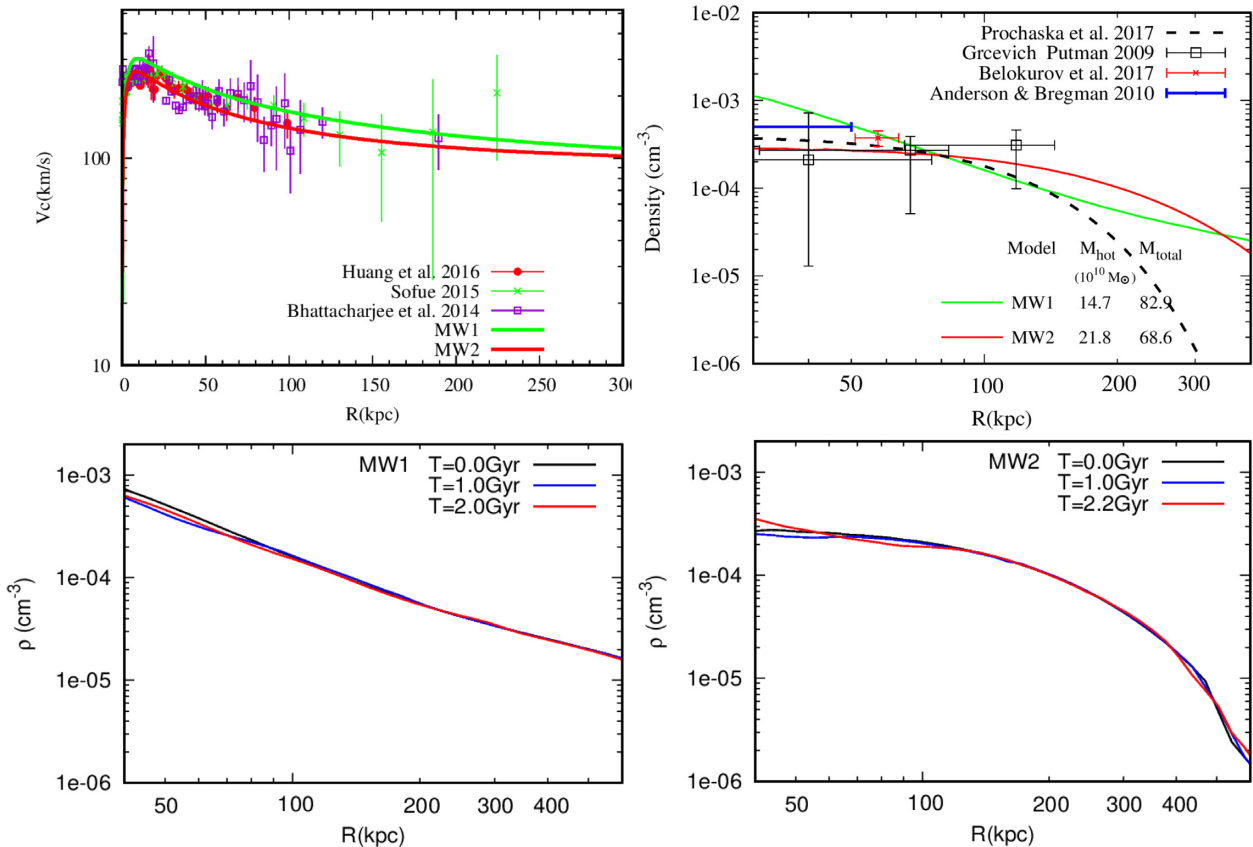 100
10
Vc(km/s)
0 50 100 150 200 250 300
R(kpc)
Huang et al. 2016
Sofue 2015
Bhattacharjee et al. 2014
MW1
MW2
1e-02
1e-03
1e-04
1e-05
1e-06
Density (cm⁻³)
50 100 200 300
R(kpc)
Prochaska et al. 2017
Grcevich Putman 2009
Belokurov et al. 2017
Anderson & Bregman 2010
Model M_hot M_total
(10¹⁰ M⊙)
MW1 14.7 82.9
MW2 21.8 68.6
1e-03
1e-04
1e-05
1e-06
ρ (cm⁻³)
50 100 200 300 400
R(kpc)
MW1 T=0.0Gyr
T=1.0Gyr
T=2.0Gyr
1e-03
1e-04
1e-05
1e-06
ρ (cm⁻³)
50 100 200 300 400
R(kpc)
MW2 T=0.0Gyr
T=1.0Gyr
T=2.2Gyr